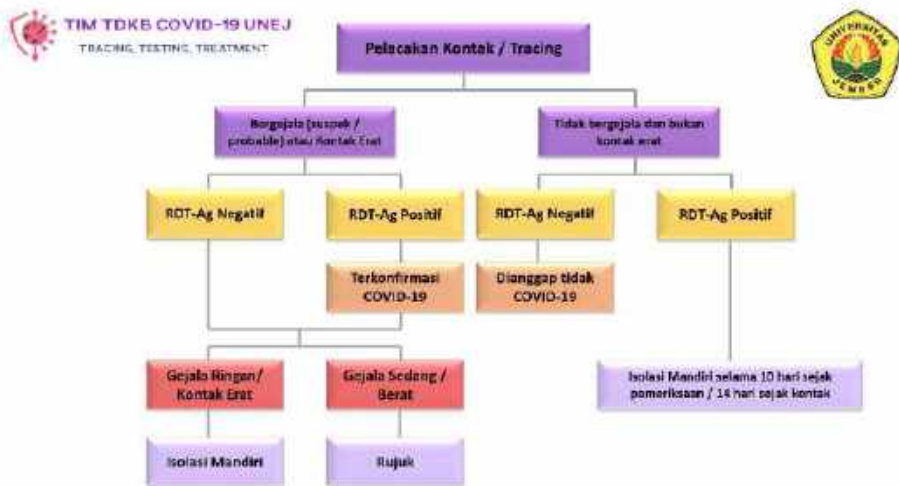 TIM TDKB COVID-19 UNEJ
TRACING, TESTING, TREATMENT
UNIVERSITAS
JEMBER
Pelacakan Kontak / Tracing
Bergejala (suspek /
probable) atau Kontak Erat
Tidak bergejala dan bukan
kontak erat
RDT-Ag Negatif
RDT-Ag Positif
RDT-Ag Negatif
RDT-Ag Positif
Terkonfirmasi
COVID-19
Dianggap tidak
COVID-19
Gejala Ringan/
Kontak Erat
Gejala Sedang /
Berat
Isolasi Mandiri selama 10 hari sejak
pemeriksaan / 14 hari sejak kontak
Isolasi Mandiri
Rujuk